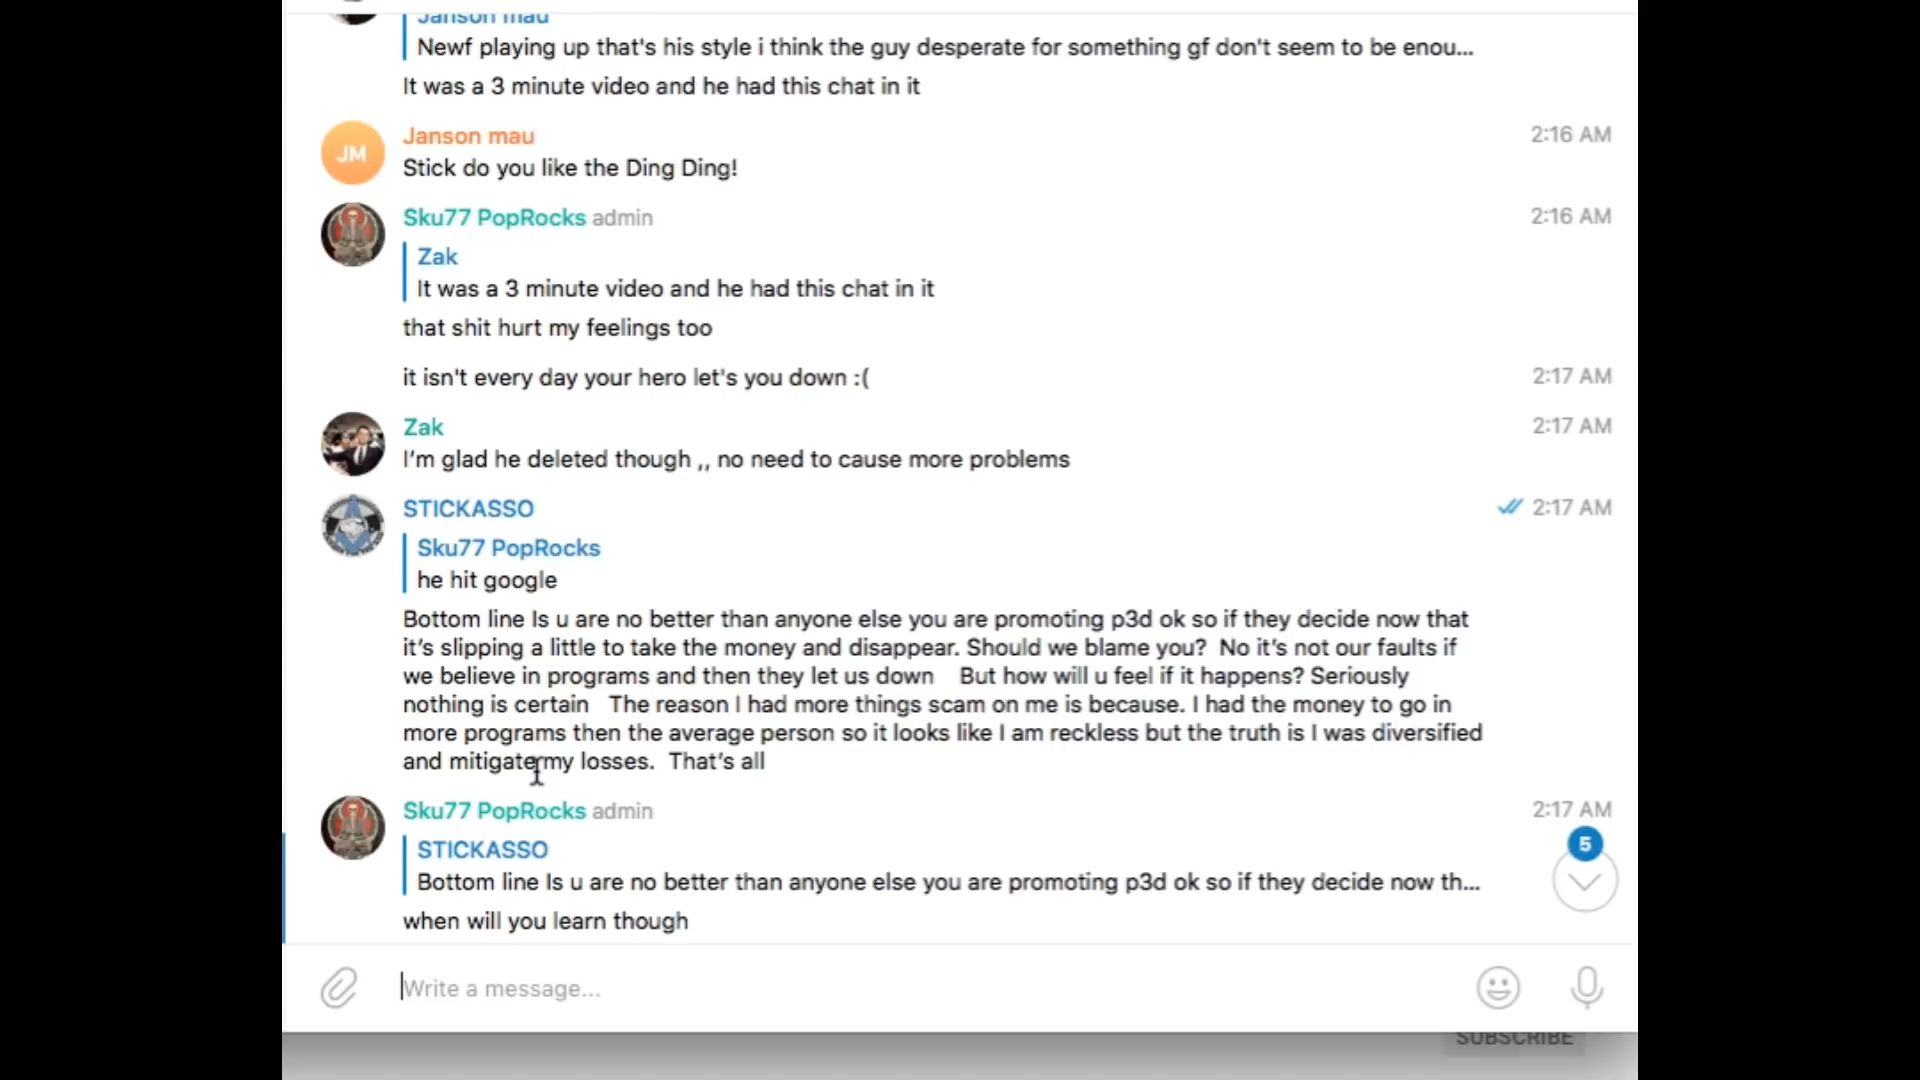 Janson mau
Newf playing up that's his style i think the guy desperate for something gf don't seem to be enou...
It was a 3 minute video and he had this chat in it
JM
Janson mau
2:16 AM
Stick do you like the Ding Ding!
Sku77 PopRocks admin
2:16 AM
Zak
It was a 3 minute video and he had this chat in it
that shit hurt my feelings too
it isn't every day your hero let's you down :(
2:17 AM
Zak
2:17 AM
I'm glad he deleted though ,, no need to cause more problems
STICKASSO
2:17 AM
Sku77 PopRocks
he hit google
Bottom line Is u are no better than anyone else you are promoting p3d ok so if they decide now that
it's slipping a little to take the money and disappear. Should we blame you?  No it's not our faults if
we believe in programs and then they let us down    But how will u feel if it happens? Seriously
nothing is certain   The reason I had more things scam on me is because. I had the money to go in
more programs then the average person so it looks like I am reckless but the truth is I was diversified
and mitigate my losses.  That's all
Sku77 PopRocks admin
2:17 AM
STICKASSO
5
Bottom line Is u are no better than anyone else you are promoting p3d ok so if they decide now th...
when will you learn though
Write a message...
SUBSCRIBE